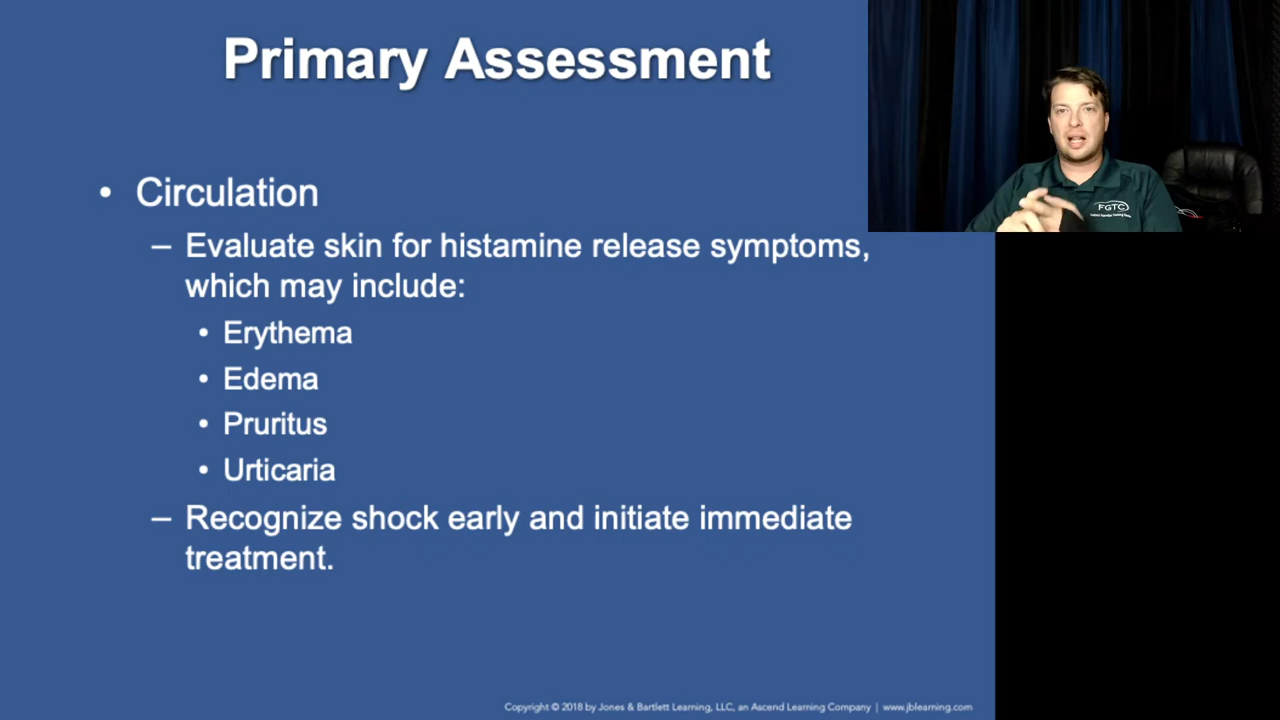 Primary Assessment
• Circulation
– Evaluate skin for histamine release symptoms,
which may include:
• Erythema
• Edema
• Pruritus
• Urticaria
– Recognize shock early and initiate immediate
treatment.
FGTC
Copyright © 2018 by Jones & Bartlett Learning, LLC, an Ascend Learning Company | www.jblearning.com